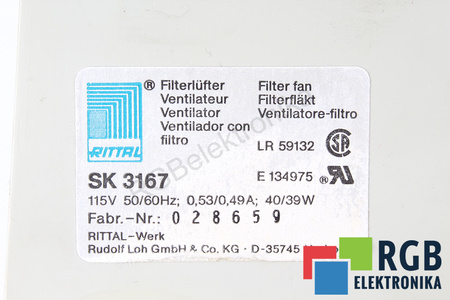 ® Filterlüfter
Ventilateur
Ventilator
Ventilador con
filtro
Filter fan
Filterfläkt
Ventilatore-filtro
LR 59132
RITTAL
SK 3167
E 134975
115V 50/60Hz; 0,53/0,49A; 40/39W
Fabr.-Nr.: 028659
RITTAL-Werk
Rudolf Loh GmbH & Co. KG · D-35745
RGB
ELEKTRONIKA
RGBelektronika